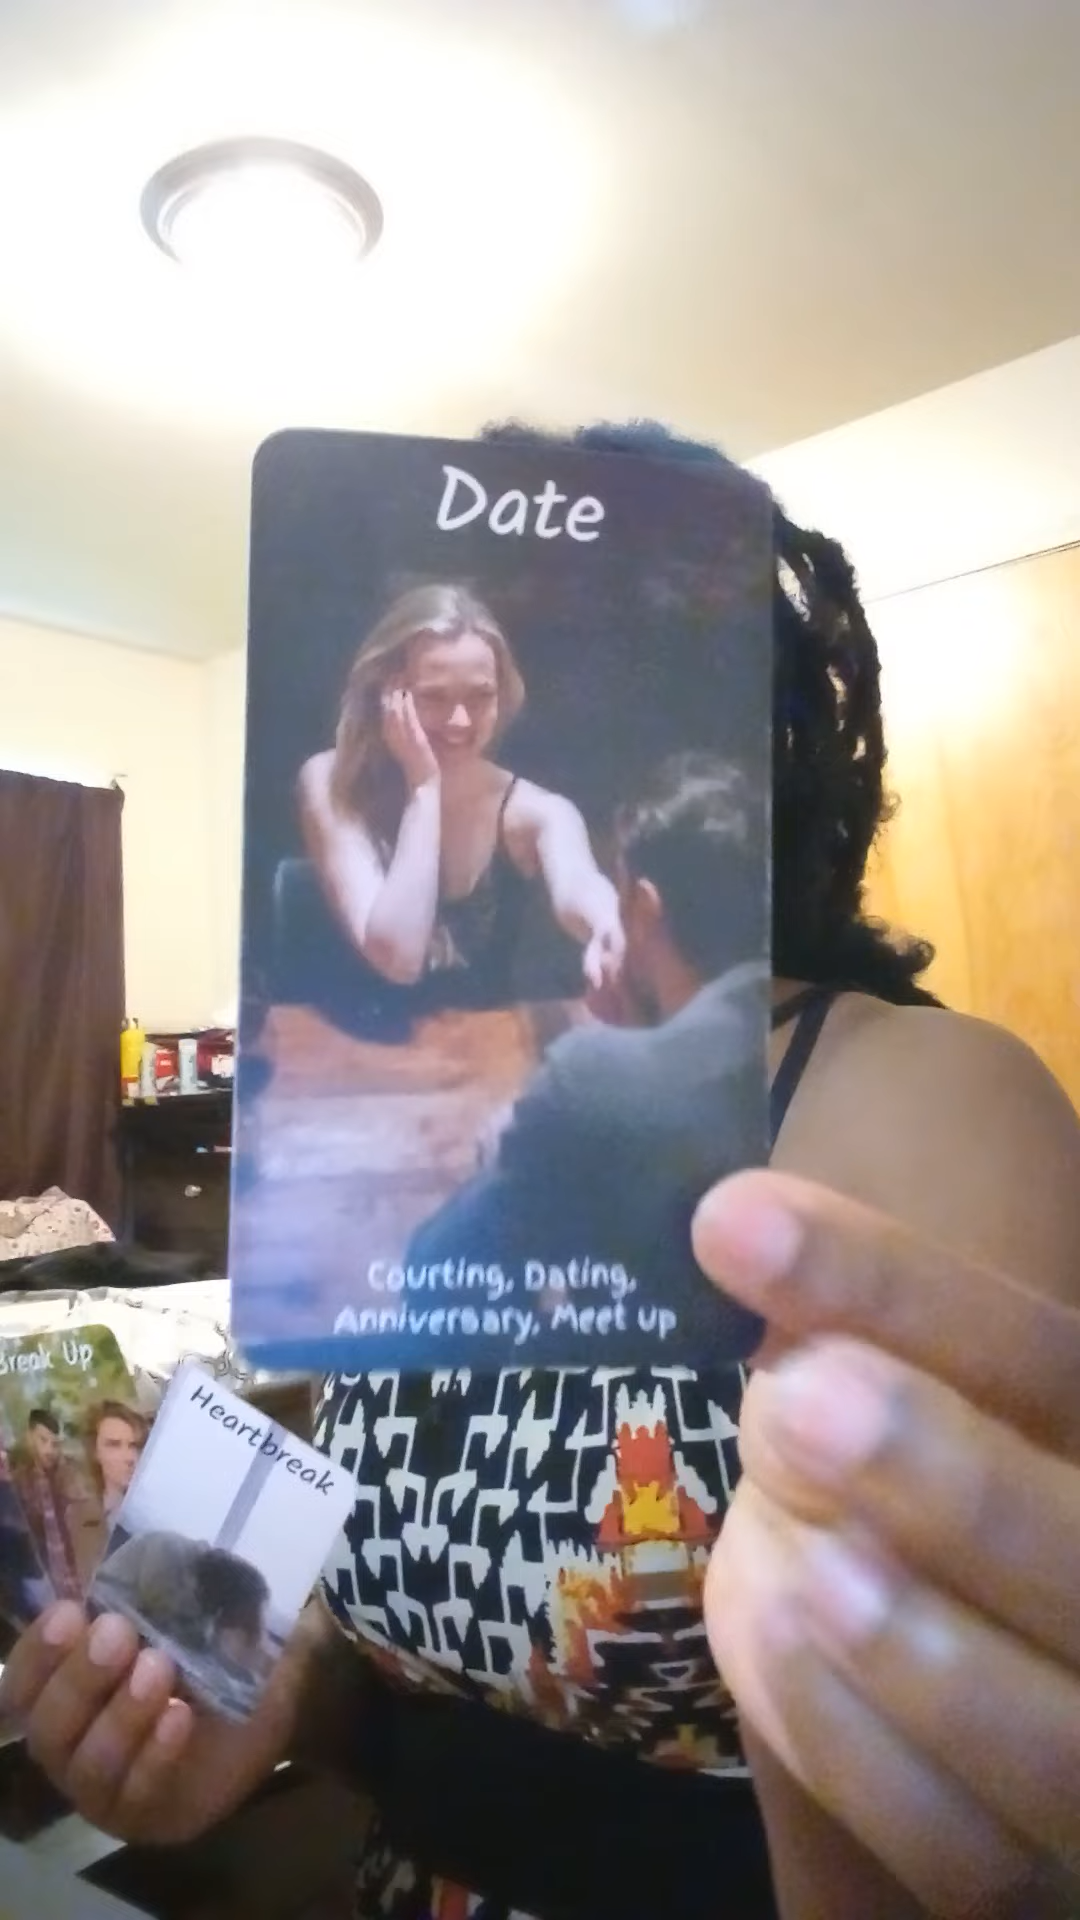 Date
Courting, Dating,
Anniversary, Meet up
Break Up
Heartbreak